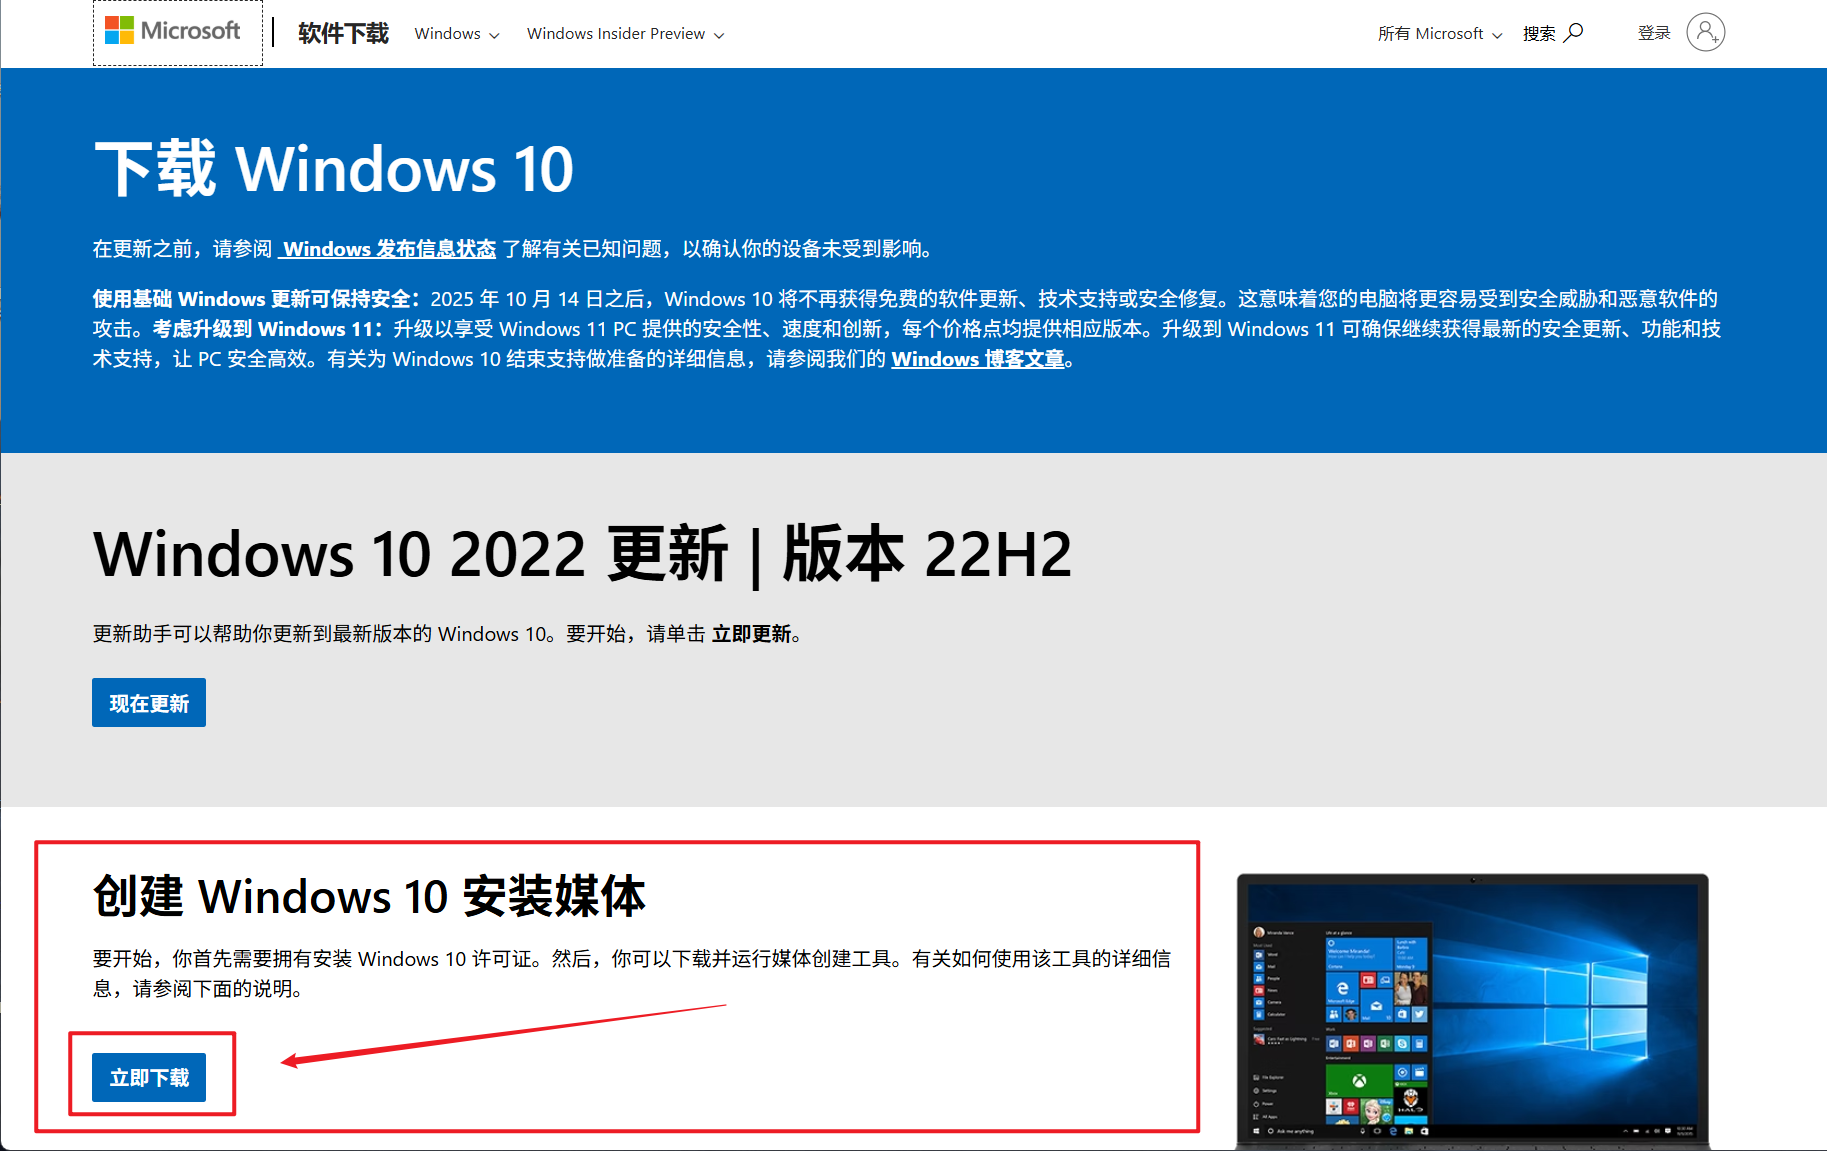 Microsoft
软件下载
Windows
Windows Insider Preview
所有 Microsoft
搜索
登录
下载 Windows 10
在更新之前，请参阅 Windows 发布信息状态 了解有关已知问题，以确认你的设备未受到影响。
使用基础 Windows 更新可保持安全：2025 年 10 月 14 日之后，Windows 10 将不再获得免费的软件更新、技术支持或安全修复。这意味着您的电脑将更容易受到安全威胁和恶意软件的
攻击。考虑升级到 Windows 11：升级以享受 Windows 11 PC 提供的安全性、速度和创新，每个价格点均提供相应版本。升级到 Windows 11 可确保继续获得最新的安全更新、功能和技
术支持，让 PC 安全高效。有关为 Windows 10 结束支持做准备的详细信息，请参阅我们的 Windows 博客文章。
Windows 10 2022 更新 | 版本 22H2
更新助手可以帮助你更新到最新版本的 Windows 10。要开始，请单击 立即更新。
现在更新
创建 Windows 10 安装媒体
要开始，你首先需要拥有安装 Windows 10 许可证。然后，你可以下载并运行媒体创建工具。有关如何使用该工具的详细信
息，请参阅下面的说明。
立即下载